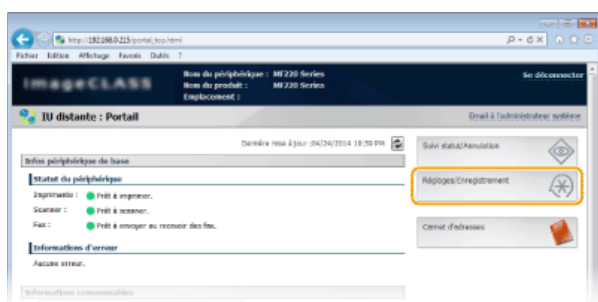 http://192.168.0.215/portal_top.html
Fichier Edition Affichage Favoris Outils ?
imageCLASS
Nom du périphérique : MF220 Series
Nom du produit : MF220 Series
Emplacement :
Se déconnecter
IU distante : Portail
Email à l'administrateur système
Dernière mise à jour :04/24/2014 18:30 PM
Infos périphérique de base
Statut du périphérique
Imprimante : Prêt à imprimer.
Scanner : Prêt à scanner.
Fax : Prêt à envoyer ou recevoir des fax.
Informations d'erreur
Aucune erreur.
Informations consommables
Suivi statut/Annulation
Réglages/Enregistrement
Carnet d'adresses